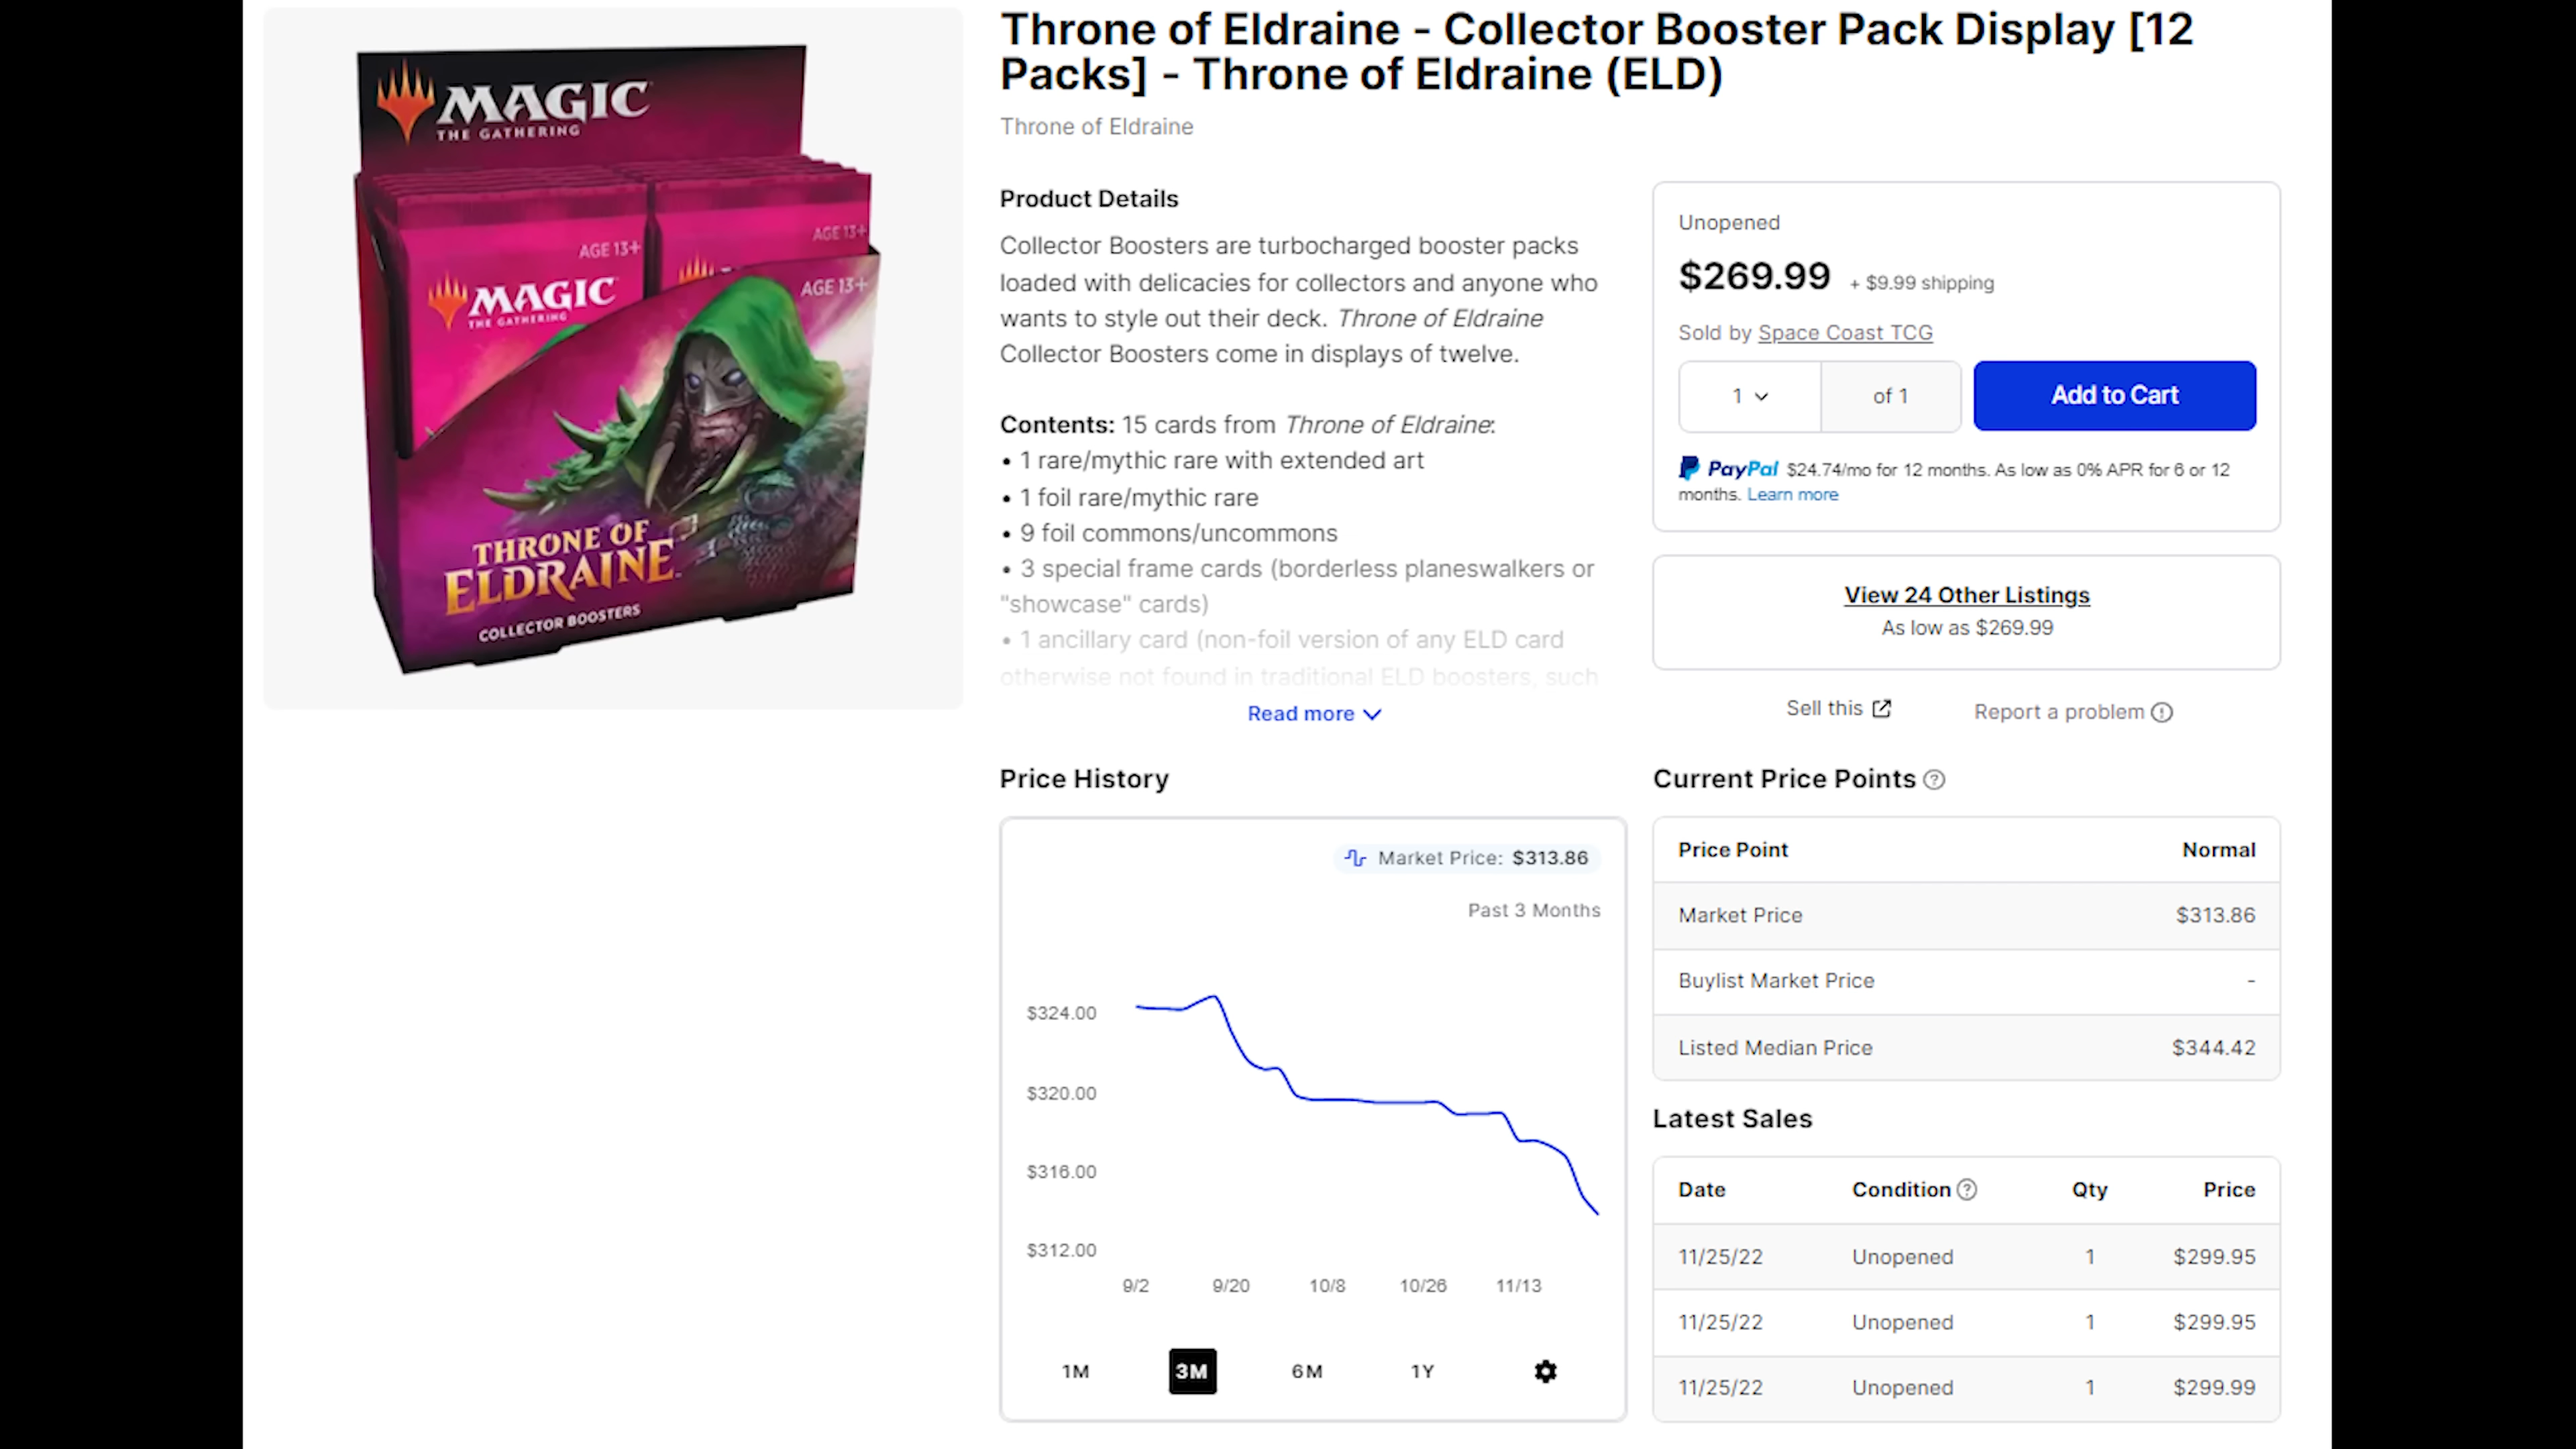 Throne of Eldraine - Collector Booster Pack Display [12
Packs] - Throne of Eldraine (ELD)
Throne of Eldraine
MAGIC
THE GATHERING
AGE 13+
AGE 13+
MAGIC
THE GATHERING
AGE 13+
THRONE OF
ELDRAINE
COLLECTOR BOOSTERS
Product Details
Collector Boosters are turbocharged booster packs
loaded with delicacies for collectors and anyone who
wants to style out their deck. Throne of Eldraine
Collector Boosters come in displays of twelve.
Contents: 15 cards from Throne of Eldraine:
• 1 rare/mythic rare with extended art
• 1 foil rare/mythic rare
• 9 foil commons/uncommons
• 3 special frame cards (borderless planeswalkers or
"showcase" cards)
• 1 ancillary card (non-foil version of any ELD card
otherwise not found in traditional ELD boosters, such
Read more
Unopened
$269.99 + $9.99 shipping
Sold by Space Coast TCG
1 of 1 Add to Cart
PayPal $24.74/mo for 12 months. As low as 0% APR for 6 or 12
months. Learn more
View 24 Other Listings
As low as $269.99
Sell this Report a problem
Price History
Market Price: $313.86
Past 3 Months
$324.00
$320.00
$316.00
$312.00
9/2 9/20 10/8 10/26 11/13
1M 3M 6M 1Y
Current Price Points
Price Point Normal
Market Price $313.86
Buylist Market Price -
Listed Median Price $344.42
Latest Sales
Date Condition Qty Price
11/25/22 Unopened 1 $299.95
11/25/22 Unopened 1 $299.95
11/25/22 Unopened 1 $299.99